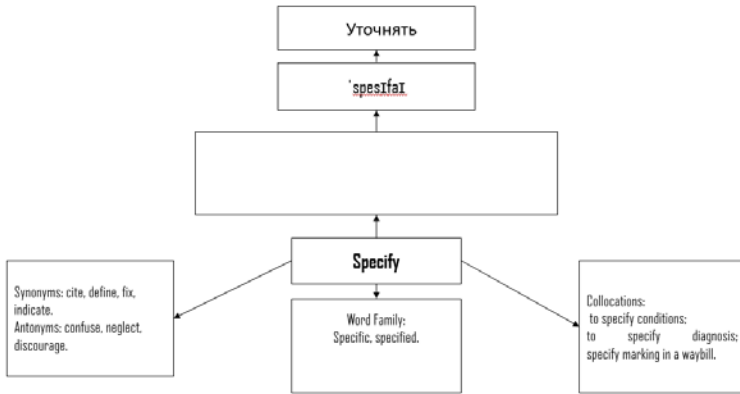 Уточнять
ˈspesɪfaɪ
Specify
Synonyms: cite, define, fix,
indicate.
Antonyms: confuse, neglect,
discourage.
Word Family:
Specific, specified.
Collocations:
to specify conditions;
to specify diagnosis;
specify marking in a waybill.